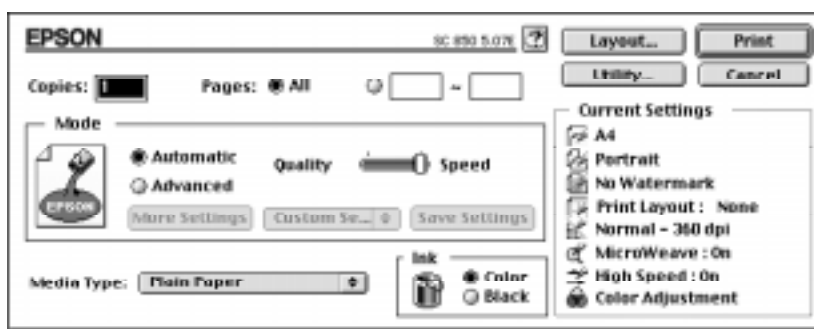 EPSON
SC 850 5.07E ?
Layout... Print
Utility... Cancel
Copies: 1 Pages: All ~
Mode
Automatic Quality Speed
Advanced
EPSON
More Settings Custom Se... Save Settings
Media Type: Plain Paper
Ink
Color
Black
Current Settings
A4
Portrait
No Watermark
Print Layout : None
Normal - 360 dpi
MicroWeave : On
High Speed : On
Color Adjustment